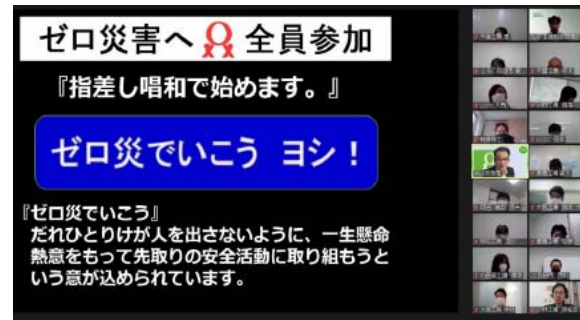 ゼロ災害へ 全員参加
『指差し唱和で始めます。』
ゼロ災でいこう ヨシ！
『ゼロ災でいこう』
だれひとりけが人を出さないように、一生懸命
熱意をもって先取りの安全活動に取り組もうと
いう意が込められています。